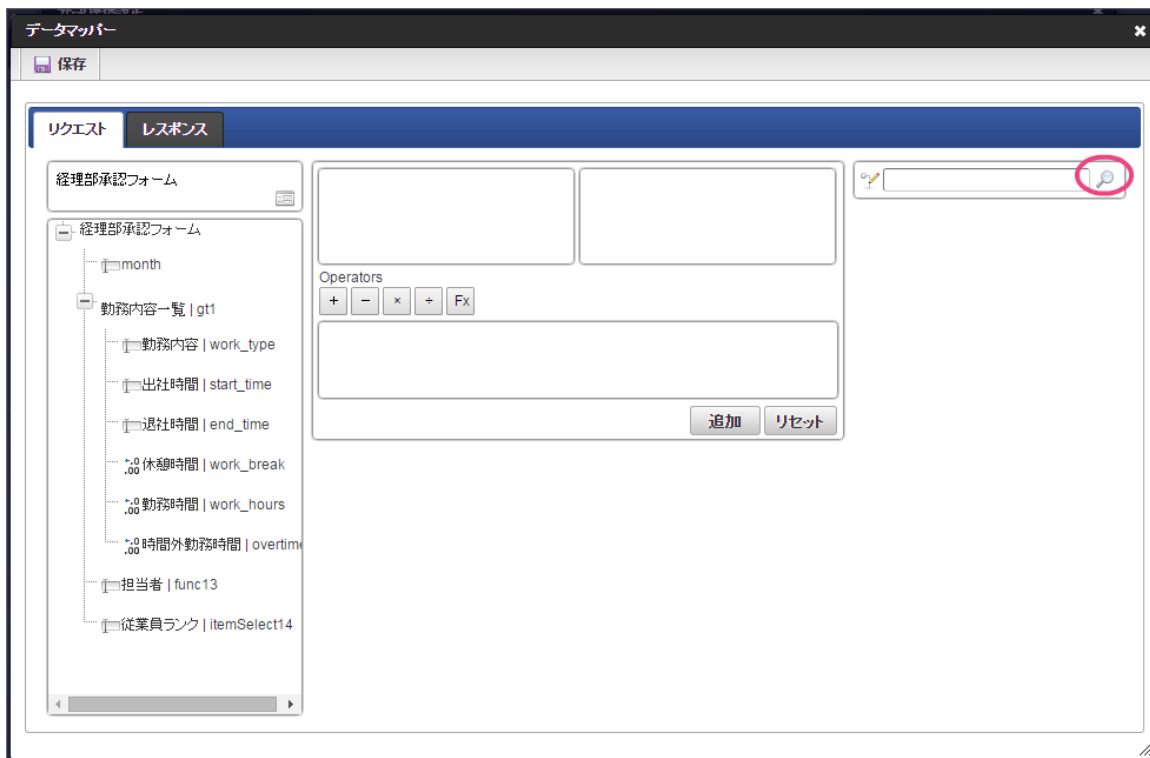 データマッパー
保存
リクエスト レスポンス
経理部承認フォーム
経理部承認フォーム
month
勤務内容一覧 | gt1
勤務内容 | work_type
出社時間 | start_time
退社時間 | end_time
休憩時間 | work_break
勤務時間 | work_hours
時間外勤務時間 | overtim
担当者 | func13
従業員ランク | itemSelect14
Operators
+ − × ÷ Fx
追加 リセット